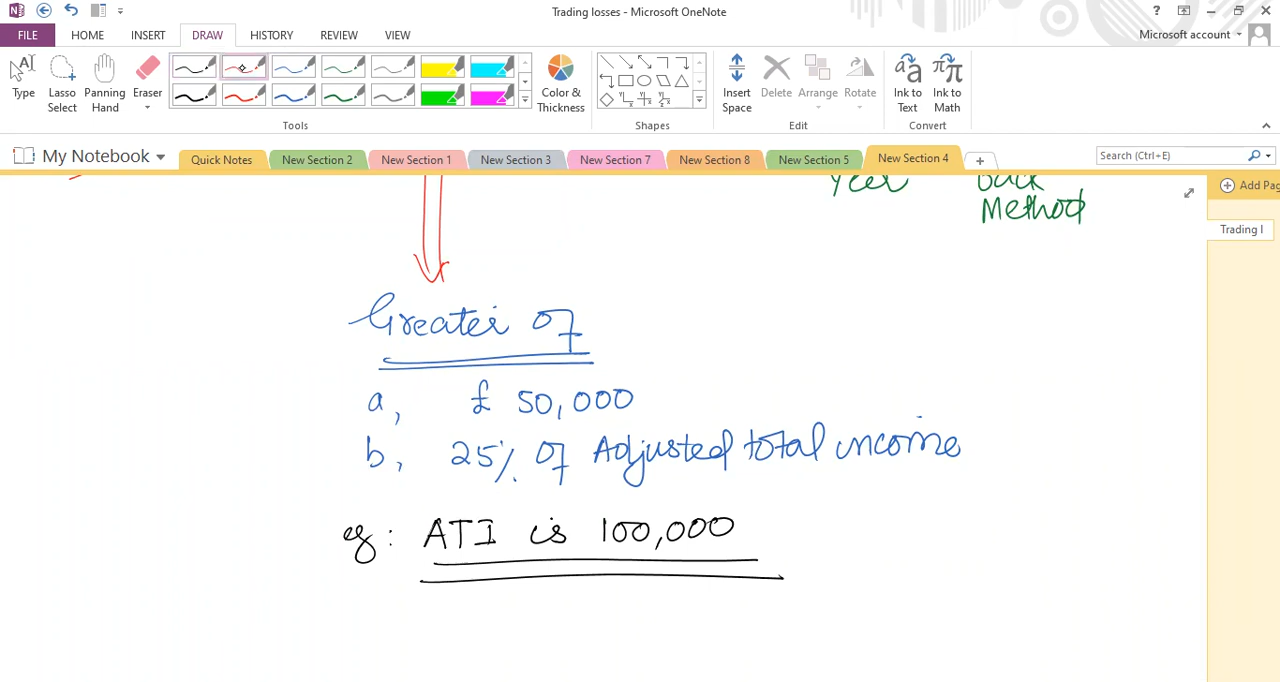 Trading losses - Microsoft OneNote
FILE HOME INSERT DRAW HISTORY REVIEW VIEW
Microsoft account
Type
Lasso Select
Panning Hand
Eraser
Color & Thickness
Insert Space
Delete
Arrange
Rotate
Ink to Text
Ink to Math
Tools Shapes Edit Convert
My Notebook Quick Notes New Section 2 New Section 1 New Section 3 New Section 7 New Section 8 New Section 5 New Section 4
Search (Ctrl+E)
Add Pag
Trading l
Year Back
Method
Greater of
a, £ 50,000
b, 25% of Adjusted total income
eg: ATI is 100,000